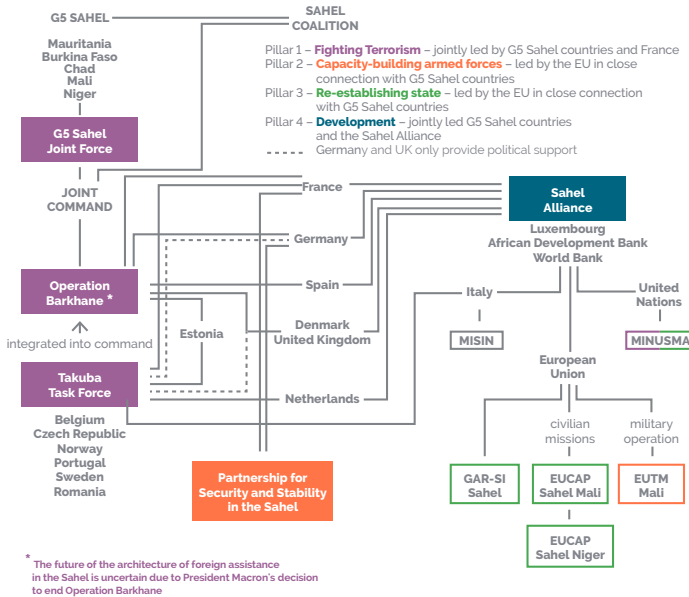 G5 SAHEL
SAHEL
COALITION
Mauritania
Burkina Faso
Chad
Mali
Niger
Pillar 1 – Fighting Terrorism – jointly led by G5 Sahel countries and France
Pillar 2 – Capacity-building armed forces – led by the EU in close
connection with G5 Sahel countries
Pillar 3 – Re-establishing state – led by the EU in close connection
with G5 Sahel countries
Pillar 4 – Development – jointly led G5 Sahel countries
and the Sahel Alliance
Germany and UK only provide political support
G5 Sahel
Joint Force
JOINT
COMMAND
France
Sahel
Alliance
Luxembourg
African Development Bank
World Bank
Germany
Operation
Barkhane *
Spain
Italy
United
Nations
integrated into command
Estonia
Denmark
United Kingdom
MISIN
MINUSMA
European
Union
Takuba
Task Force
Netherlands
Belgium
Czech Republic
Norway
Portugal
Sweden
Romania
civilian
missions
military
operation
Partnership for
Security and Stability
in the Sahel
GAR-SI
Sahel
EUCAP
Sahel Mali
EUTM
Mali
EUCAP
Sahel Niger
* The future of the architecture of foreign assistance
in the Sahel is uncertain due to President Macron's decision
to end Operation Barkhane